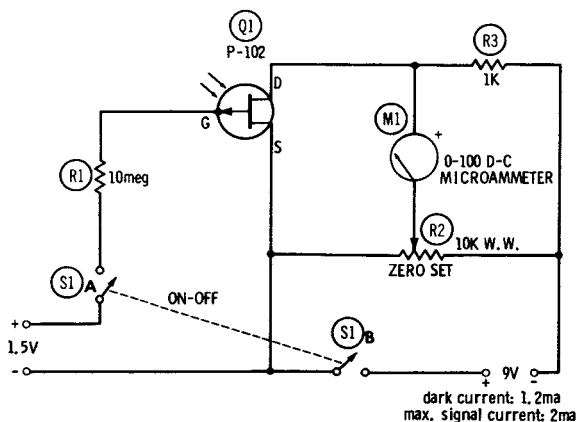 Q1
P-102
D
G
S
R3
1K
M1
+
0-100 D-C
MICROAMMETER
R1
10meg
R2
10K W.W.
ZERO SET
S1 A
ON-OFF
S1 B
+
1.5V
-
+ 9V -
dark current: 1.2ma
max. signal current: 2ma